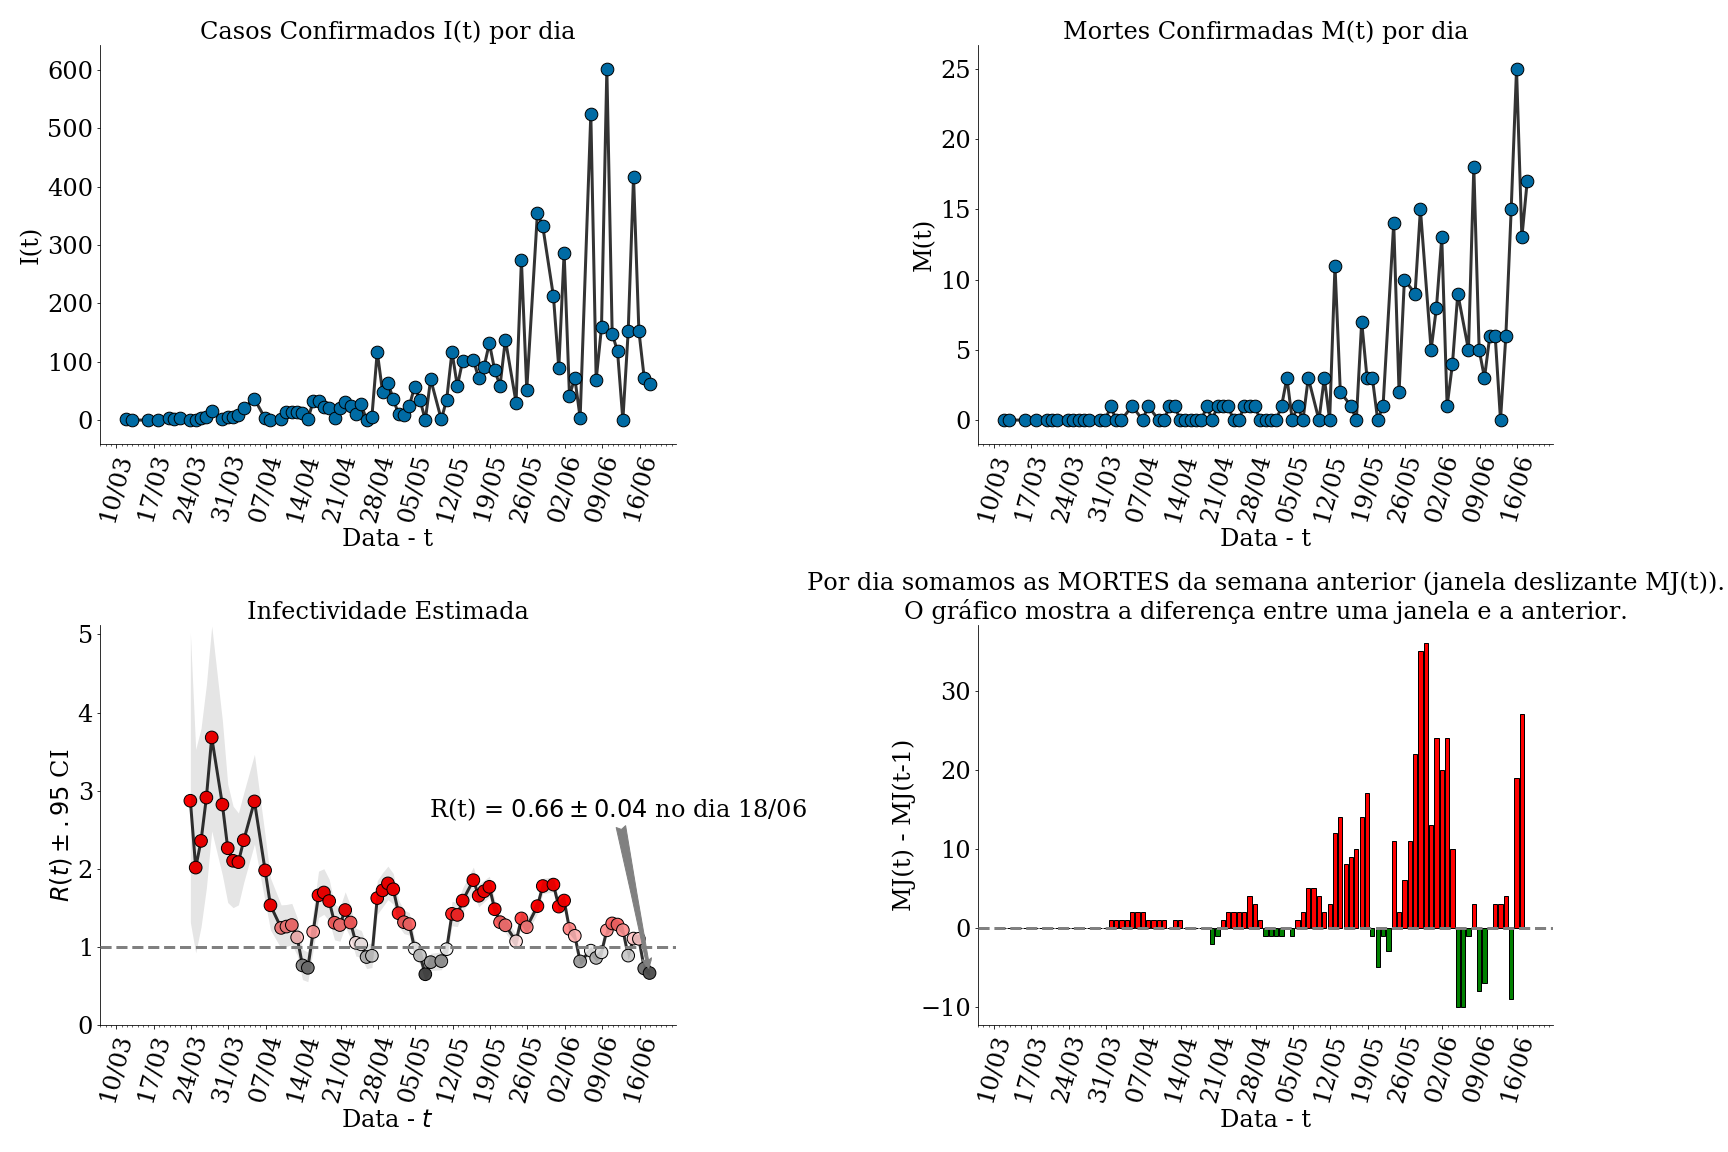 Casos Confirmados I(t) por dia
I(t)
600
500
400
300
200
100
0
10/03 17/03 24/03 31/03 07/04 14/04 21/04 28/04 05/05 12/05 19/05 26/05 02/06 09/06 16/06
Data - t
Mortes Confirmadas M(t) por dia
M(t)
25
20
15
10
5
0
10/03 17/03 24/03 31/03 07/04 14/04 21/04 28/04 05/05 12/05 19/05 26/05 02/06 09/06 16/06
Data - t
Infectividade Estimada
R(t) ± .95 CI
5
4
3
2
1
0
R(t) = 0.66 ± 0.04 no dia 18/06
10/03 17/03 24/03 31/03 07/04 14/04 21/04 28/04 05/05 12/05 19/05 26/05 02/06 09/06 16/06
Data - t
Por dia somamos as MORTES da semana anterior (janela deslizante MJ(t)).
O gráfico mostra a diferença entre uma janela e a anterior.
MJ(t) - MJ(t-1)
30
20
10
0
−10
10/03 17/03 24/03 31/03 07/04 14/04 21/04 28/04 05/05 12/05 19/05 26/05 02/06 09/06 16/06
Data - t